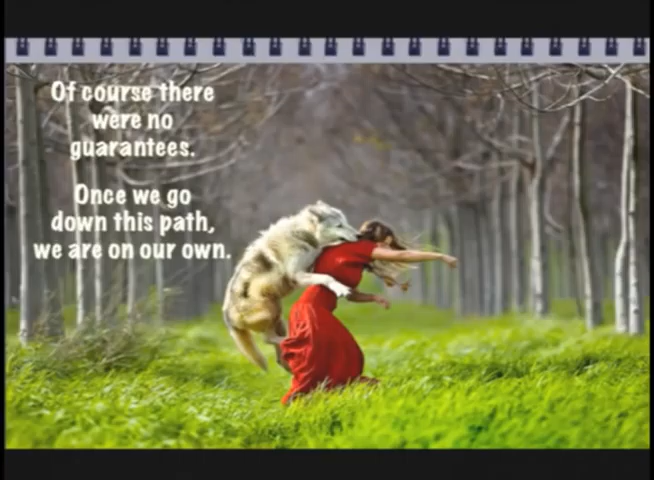 Of course there
were no
guarantees.
Once we go
down this path,
we are on our own.